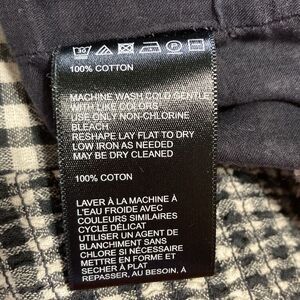 100% COTTON
MACHINE WASH COLD GENTLE
WITH LIKE COLORS
USE ONLY NON-CHLORINE
BLEACH
RESHAPE LAY FLAT TO DRY
LOW IRON AS NEEDED
MAY BE DRY CLEANED
100% COTON
LAVER À LA MACHINE À
L'EAU FROIDE AVEC
COULEURS SIMILAIRES
CYCLE DÉLICAT
UTILISER UN AGENT DE
BLANCHIMENT SANS
CHLORE SI NÉCESSAIRE
METTRE EN FORME ET
SECHER À PLAT
REPASSER, AU BESOIN, À